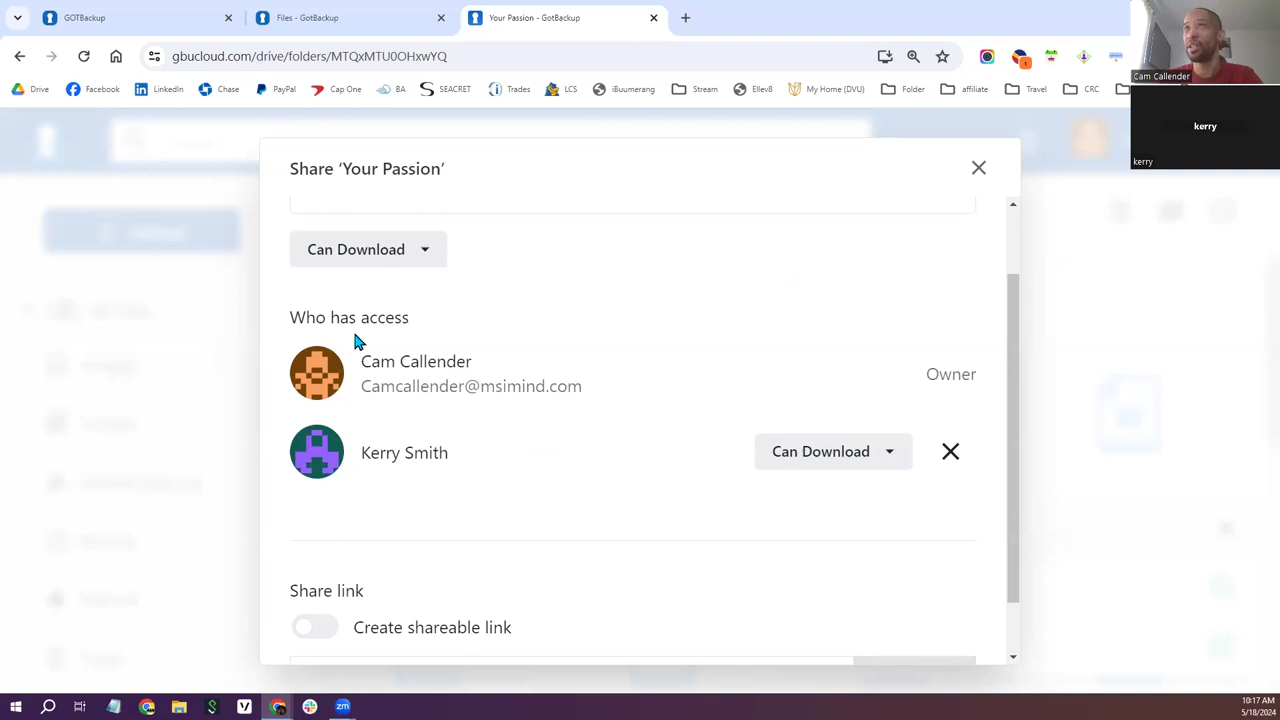 GOTBackup
Files - GotBackup
Your Passion - GotBackup
gbucloud.com/drive/folders/MTQxMTU0OHxwYQ
Drive
Facebook
LinkedIn
Chase
PayPal
Cap One
BA
SEACRET
Trades
LCS
iBuumerang
Stream
Ellev8
My Home (DVU)
Folder
affiliate
Travel
CRC
Cam Callender
kerry
kerry
Share ‘Your Passion’
Can Download
Who has access
Cam Callender
Camcallender@msimind.com
Owner
Kerry Smith
Can Download
Share link
Create shareable link
10:17 AM
5/18/2024